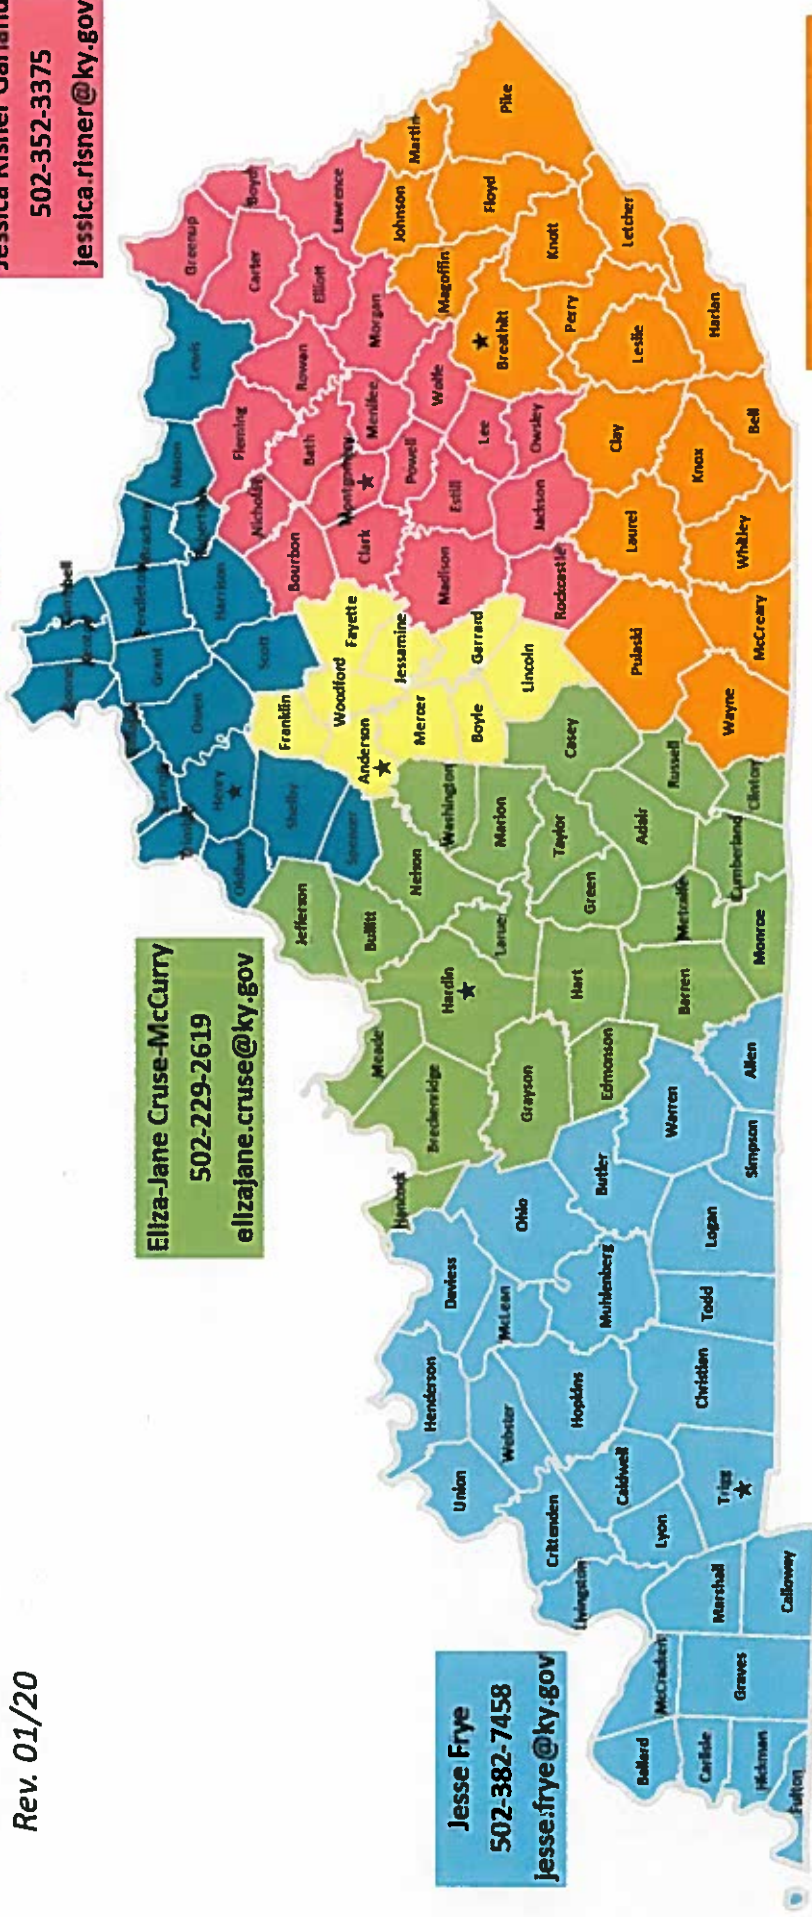 Rev. 01/20
Jessica Risner Garland
502-352-3375
jessica.risner@ky.gov
Eliza-Jane Cruse-McCurry
502-229-2619
elizajane.cruse@ky.gov
Jesse Frye
502-382-7458
jesse.frye@ky.gov
Ballard
Carlisle
Hickman
Fulton
McCracken
Graves
Marshall
Calloway
Livingston
Crittenden
Lyon
Caldwell
Trigg
Union
Henderson
Webster
Hopkins
Christian
Daviess
McLean
Muhlenberg
Todd
Ohio
Butler
Logan
Warren
Simpson
Allen
Hancock
Breckenridge
Meade
Grayson
Edmonson
Hardin
Hart
Larue
Barren
Monroe
Jefferson
Bullitt
Nelson
Washington
Marion
Taylor
Green
Adair
Metcalfe
Cumberland
Clinton
Russell
Casey
Oldham
Henry
Shelby
Spencer
Owen
Grant
Scott
Harrison
Pendleton
Campbell
Mason
Lewis
Franklin
Woodford
Anderson
Fayette
Jessamine
Mercer
Garrard
Boyle
Lincoln
Greenup
Boyd
Carter
Lawrence
Elliott
Rowan
Fleming
Bath
Nicholas
Bourbon
Montgomery
Menifee
Morgan
Wolfe
Powell
Clark
Estill
Lee
Owsley
Madison
Jackson
Rockcastle
Martin
Pike
Johnson
Floyd
Magoffin
Knott
Letcher
Breathitt
Perry
Leslie
Harlan
Clay
Bell
Knox
Laurel
Whitley
Pulaski
McCreary
Wayne